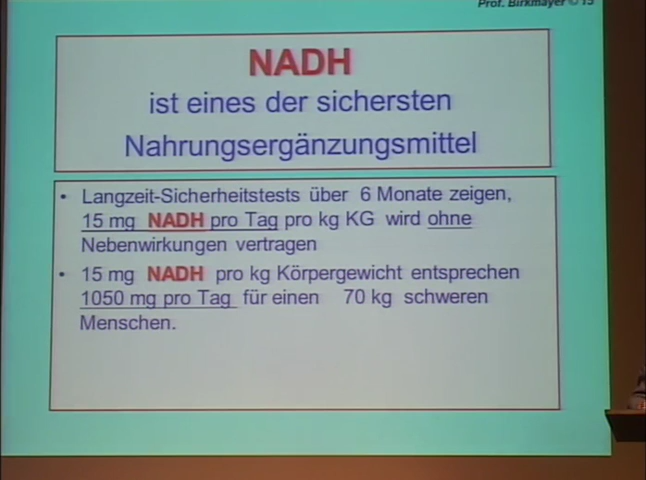 Prof. Birkmayer © 15
NADH
ist eines der sichersten
Nahrungsergänzungsmittel
• Langzeit-Sicherheitstests über 6 Monate zeigen,
15 mg NADH pro Tag pro kg KG wird ohne
Nebenwirkungen vertragen
• 15 mg NADH pro kg Körpergewicht entsprechen
1050 mg pro Tag für einen 70 kg schweren
Menschen.